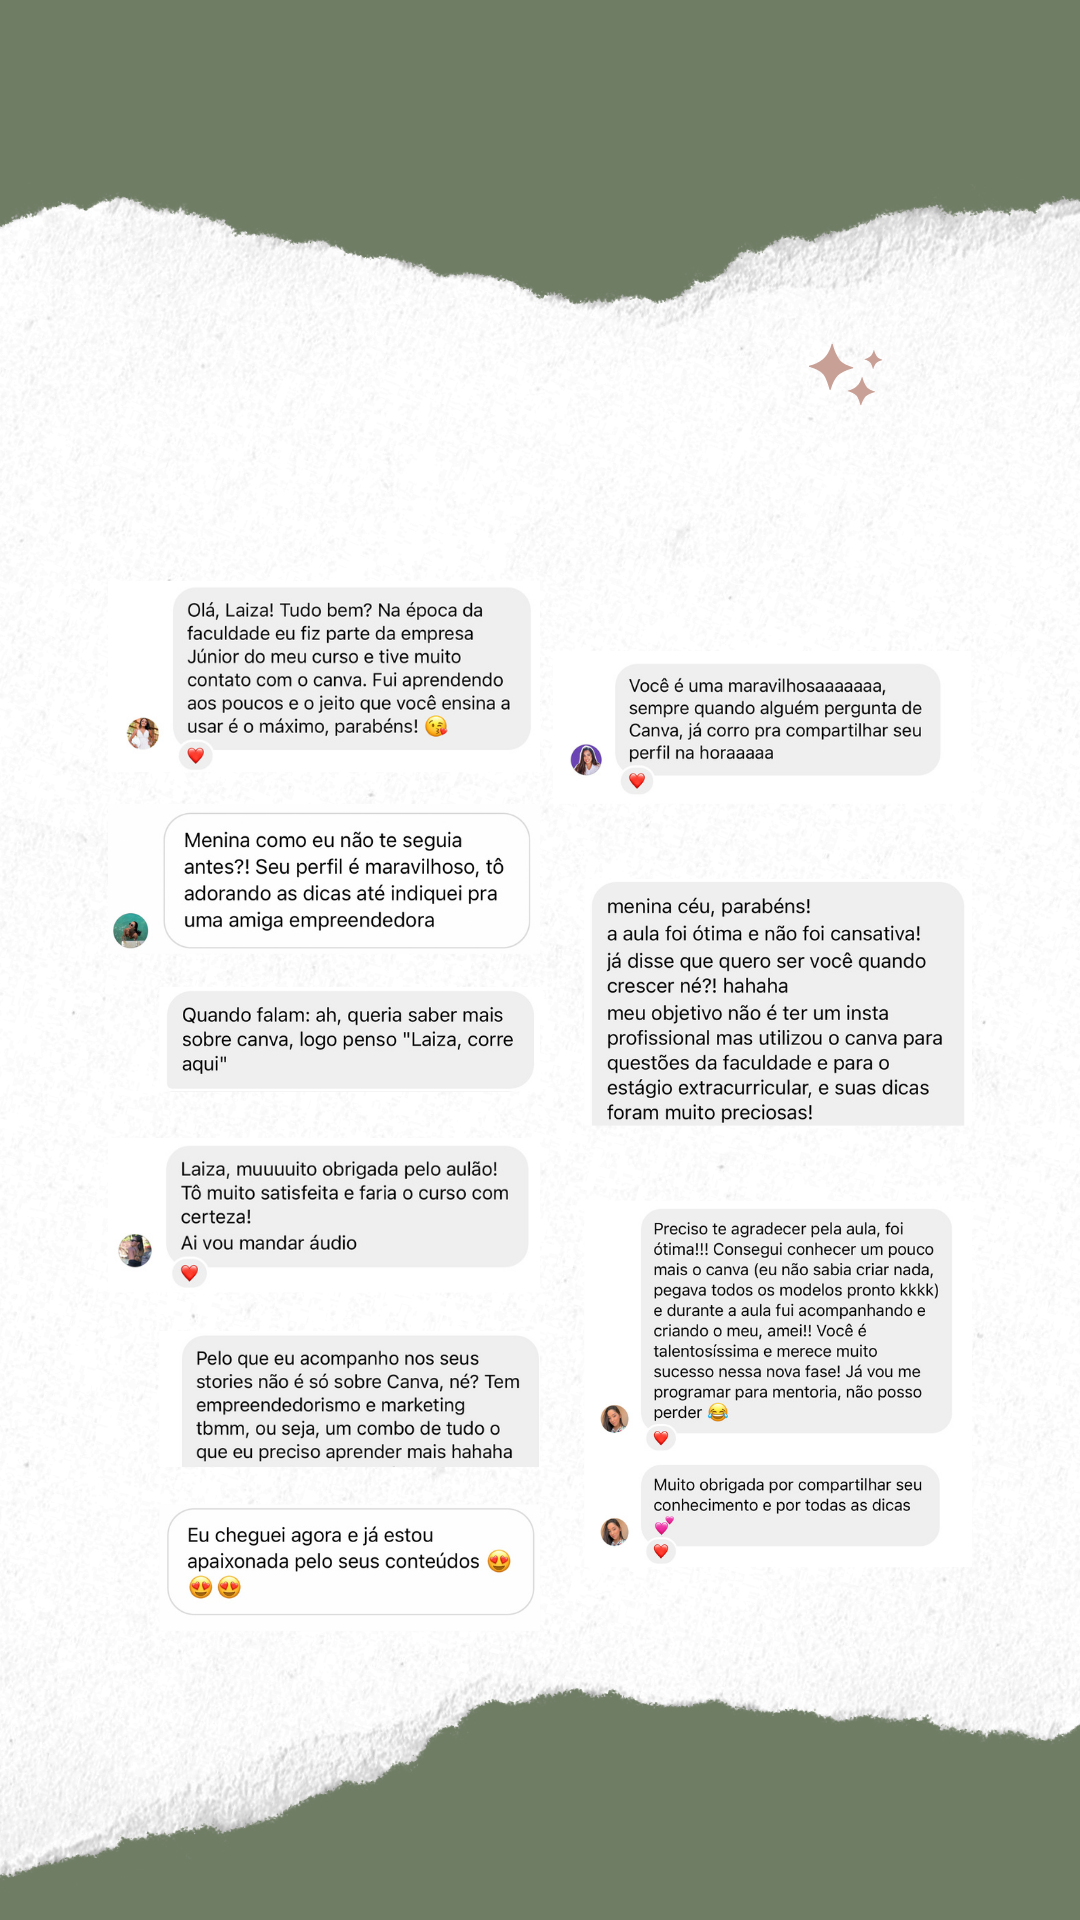 Olá, Laiza! Tudo bem? Na época da
faculdade eu fiz parte da empresa
Júnior do meu curso e tive muito
contato com o canva. Fui aprendendo
aos poucos e o jeito que você ensina a
usar é o máximo, parabéns! 😘
Menina como eu não te seguia
antes?! Seu perfil é maravilhoso, tô
adorando as dicas até indiquei pra
uma amiga empreendedora
Quando falam: ah, queria saber mais
sobre canva, logo penso "Laiza, corre
aqui"
Laiza, muuuuito obrigada pelo aulão!
Tô muito satisfeita e faria o curso com
certeza!
Ai vou mandar áudio
Pelo que eu acompanho nos seus
stories não é só sobre Canva, né? Tem
empreendedorismo e marketing
tbmm, ou seja, um combo de tudo o
que eu preciso aprender mais hahaha
Eu cheguei agora e já estou
apaixonada pelo seus conteúdos 😍
😍😍
Você é uma maravilhosaaaaaaa,
sempre quando alguém pergunta de
Canva, já corro pra compartilhar seu
perfil na horaaaaa
menina céu, parabéns!
a aula foi ótima e não foi cansativa!
já disse que quero ser você quando
crescer né?! hahaha
meu objetivo não é ter um insta
profissional mas utilizou o canva para
questões da faculdade e para o
estágio extracurricular, e suas dicas
foram muito preciosas!
Preciso te agradecer pela aula, foi
ótima!!! Consegui conhecer um pouco
mais o canva (eu não sabia criar nada,
pegava todos os modelos pronto kkkk)
e durante a aula fui acompanhando e
criando o meu, amei!! Você é
talentosíssima e merece muito
sucesso nessa nova fase! Já vou me
programar para mentoria, não posso
perder 😂
Muito obrigada por compartilhar seu
conhecimento e por todas as dicas
💕